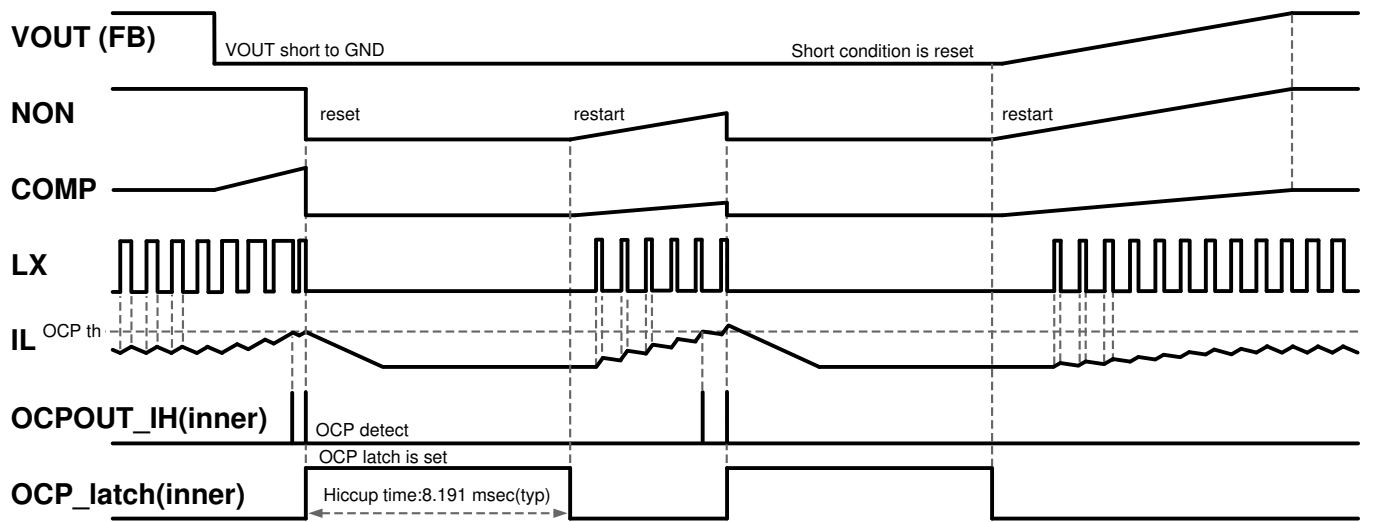 VOUT (FB)
VOUT short to GND
Short condition is reset
NON
reset
restart
restart
COMP
LX
IL
OCP th
OCPOUT_IH(inner)
OCP detect
OCP latch is set
OCP_latch(inner)
Hiccup time:8.191 msec(typ)